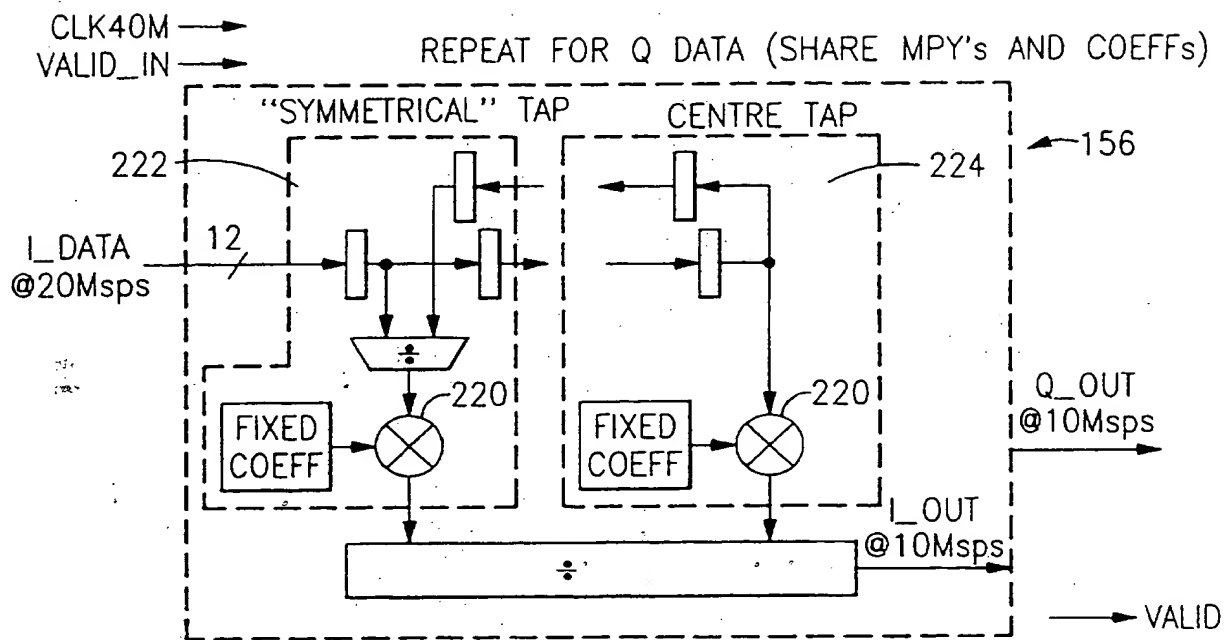 CLK40M
VALID_IN
REPEAT FOR Q DATA (SHARE MPY's AND COEFFs)
"SYMMETRICAL" TAP
CENTRE TAP
222
224
156
12
I_DATA
@20Msps
÷
220
220
FIXED
COEFF
FIXED
COEFF
Q_OUT
@10Msps
I_OUT
@10Msps
÷
VALID